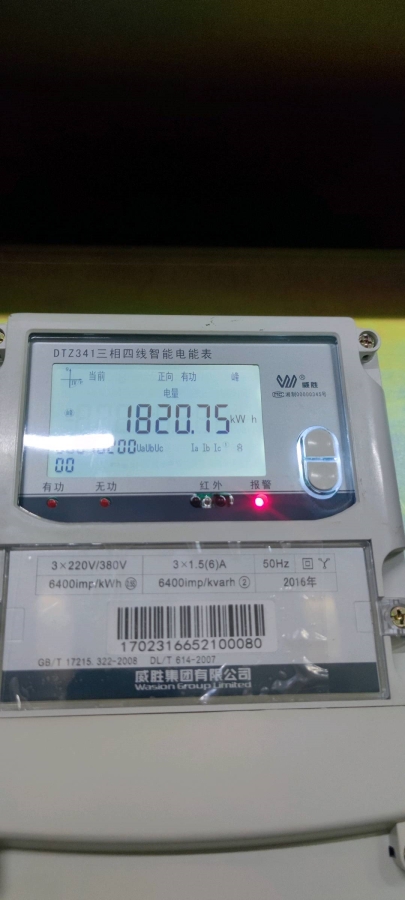 DTZ341三相四线智能电能表
当前 正向 有功 峰
电量
1820.75 kWh
UaUbUc Ia Ib Ic
00
威胜
有功 无功 红外 报警
3×220V/380V 3×1.5(6)A 50Hz
6400imp/kWh 6400imp/kvarh ② 2016年
1702316652100080
GB/T 17215.322-2008 DL/T 614-2007
威胜集团有限公司
Wasion Group Limited